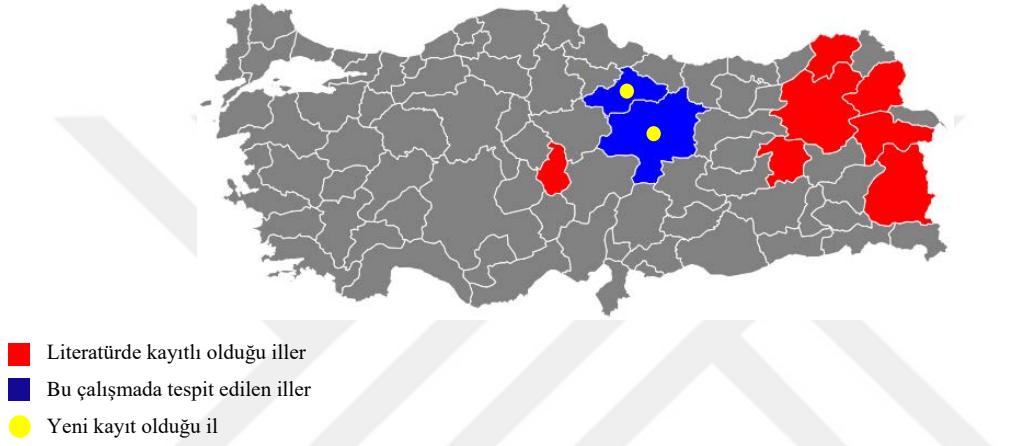 Literatürde kayıtlı olduğu iller
Bu çalışmada tespit edilen iller
Yeni kayıt olduğu il